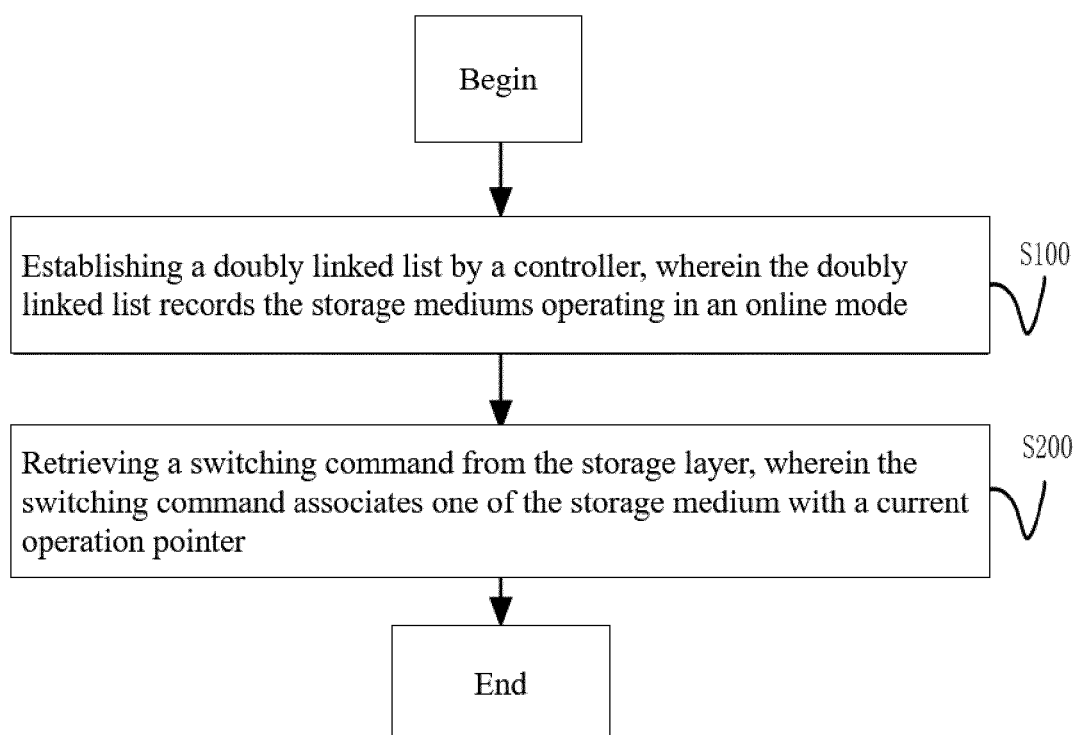 Begin
Establishing a doubly linked list by a controller, wherein the doubly
linked list records the storage mediums operating in an online mode
S100
Retrieving a switching command from the storage layer, wherein the
switching command associates one of the storage medium with a current
operation pointer
S200
End